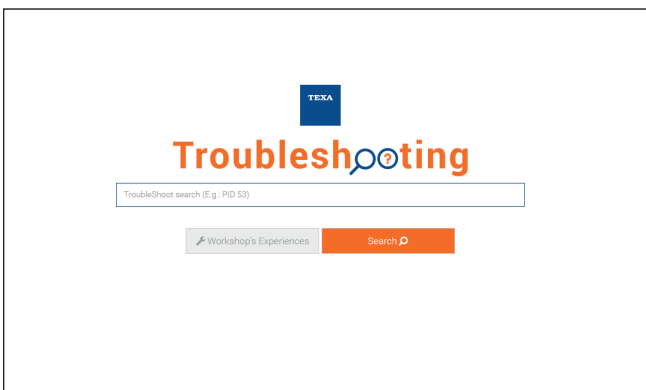 TEXA
Troubleshooting
TroubleShoot search (E.g.: PID 53)
Workshop's Experiences
Search